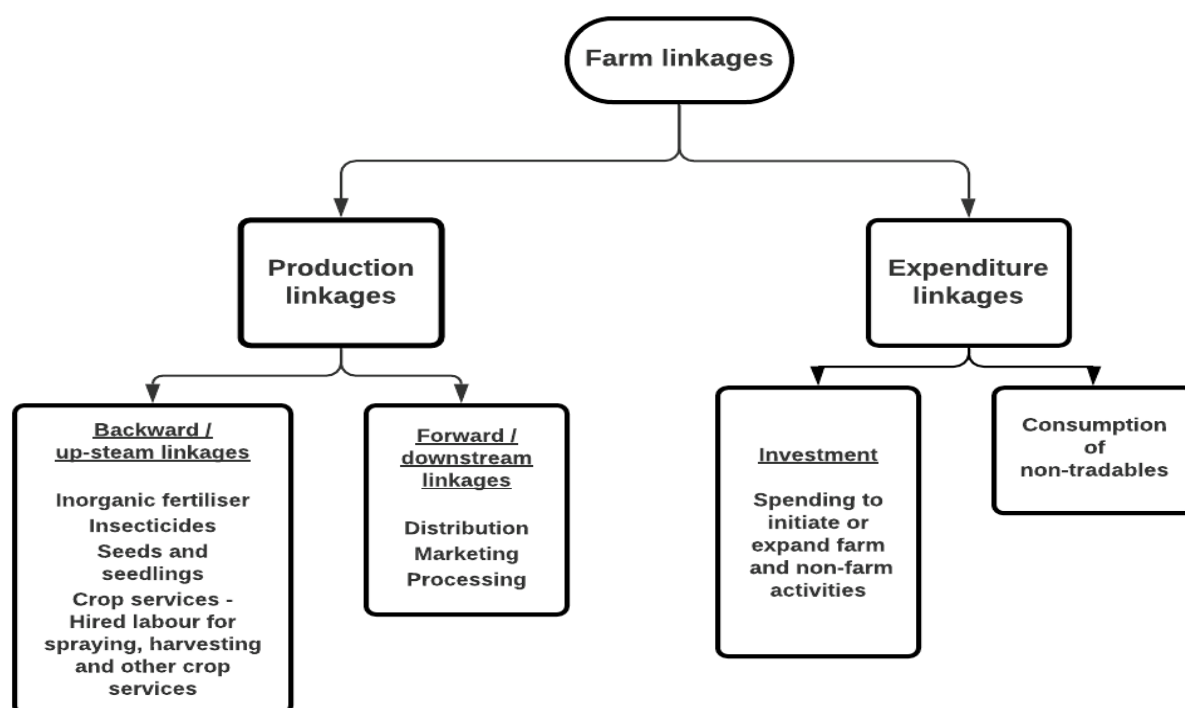 Farm linkages
Production
linkages
Expenditure
linkages
Backward /
up-steam linkages
Inorganic fertiliser
Insecticides
Seeds and
seedlings
Crop services -
Hired labour for
spraying, harvesting
and other crop
services
Forward /
downstream
linkages
Distribution
Marketing
Processing
Investment
Spending to
initiate or
expand farm
and non-farm
activities
Consumption
of
non-tradables